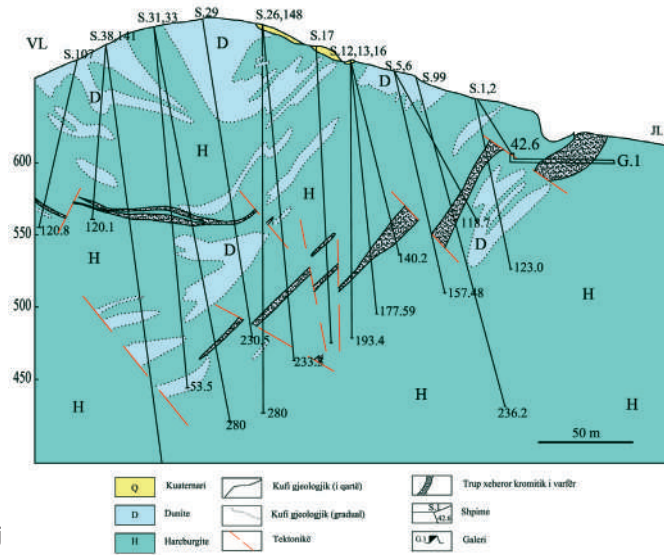 S.29
S.31,33
S.26,148
S.38,141
S.17
VL
S.107
D
S.12,13,16
S.5,6
D
S.99
S.1,2
D
JL
42.6
600
H
G.1
H
550
120.8
120.1
118.7
D
D
H
140.2
123.0
H
157.48
500
177.59
230.5
193.4
233.3
450
53.5
H
280
280
236.2
H
H
50 m
Q Kuaternari
Kufi gjeologjik (i qartë)
Trup xeheror kromitik i varfër
D Dunite
Kufi gjeologjik (gradual)
S.1
42.6
Shpime
H Harcburgite
Tektonikë
G.1
Galeri